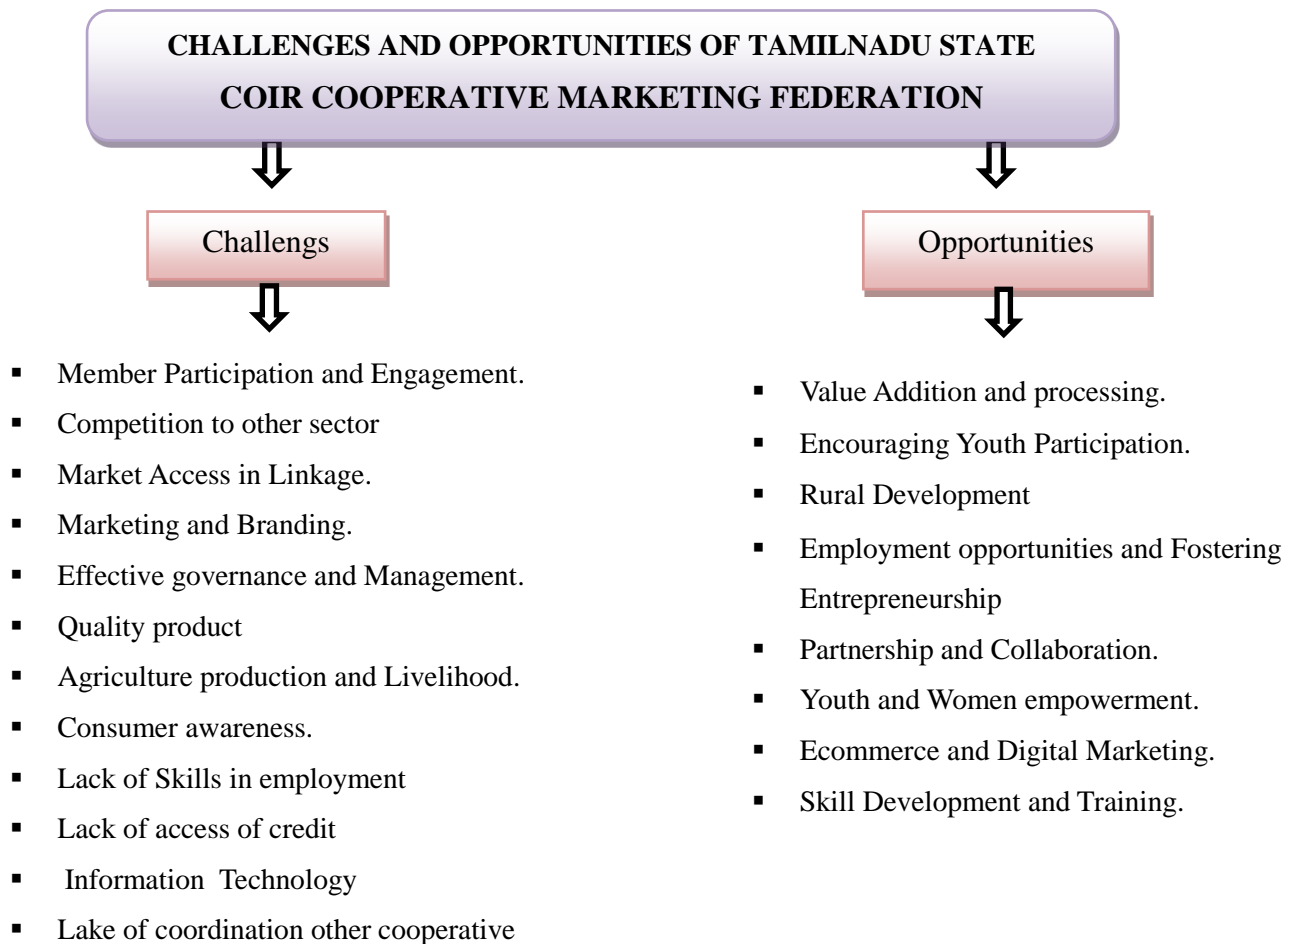 CHALLENGES AND OPPORTUNITIES OF TAMILNADU STATE
COIR COOPERATIVE MARKETING FEDERATION
Challengs
▪ Member Participation and Engagement.
▪ Competition to other sector
▪ Market Access in Linkage.
▪ Marketing and Branding.
▪ Effective governance and Management.
▪ Quality product
▪ Agriculture production and Livelihood.
▪ Consumer awareness.
▪ Lack of Skills in employment
▪ Lack of access of credit
▪ Information Technology
▪ Lake of coordination other cooperative
Opportunities
▪ Value Addition and processing.
▪ Encouraging Youth Participation.
▪ Rural Development
▪ Employment opportunities and Fostering
Entrepreneurship
▪ Partnership and Collaboration.
▪ Youth and Women empowerment.
▪ Ecommerce and Digital Marketing.
▪ Skill Development and Training.